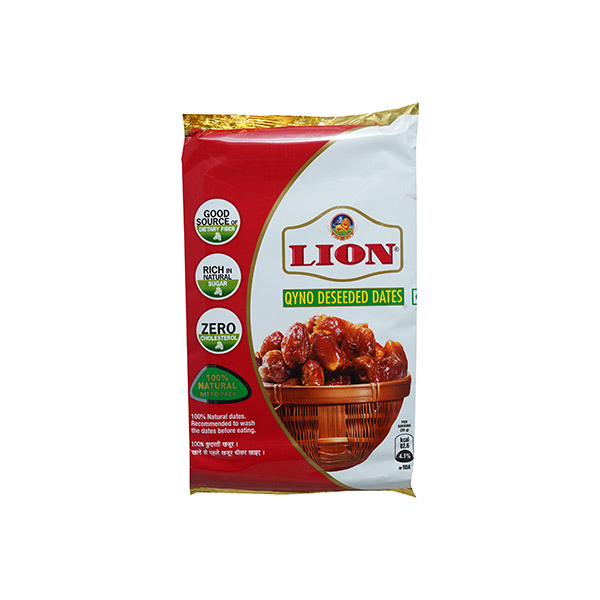 GOOD
SOURCE OF
DIETARY FIBER
LION®
RICH IN
NATURAL
SUGAR
QYNO DESEEDED DATES
ZERO
CHOLESTEROL
100%
NATURAL
NITRO PACK
100% Natural dates.
Recommended to wash
the dates before eating.
100% कुदरती खजूर ।
खाने से पहले खजूर धोकर खाइए ।
PER
kcal
82.6
4.1%